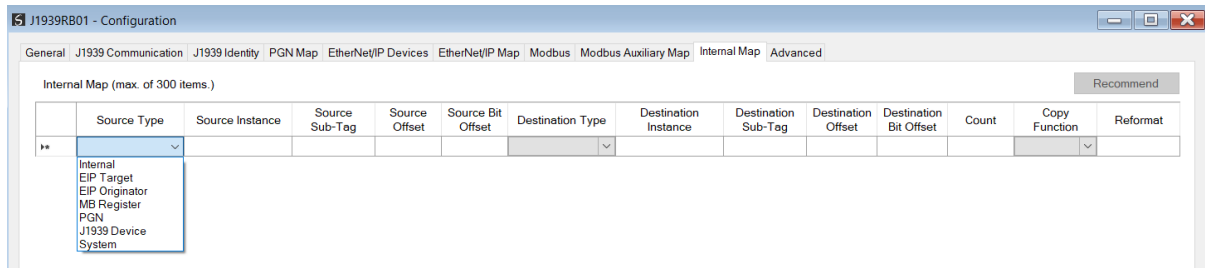 J1939RB01 - Configuration
General J1939 Communication J1939 Identity PGN Map EtherNet/IP Devices EtherNet/IP Map Modbus Modbus Auxiliary Map Internal Map Advanced
Internal Map (max. of 300 items.) Recommend
Source Type Source Instance Source Sub-Tag Source Offset Source Bit Offset Destination Type Destination Instance Destination Sub-Tag Destination Offset Destination Bit Offset Count Copy Function Reformat
Internal
EIP Target
EIP Originator
MB Register
PGN
J1939 Device
System